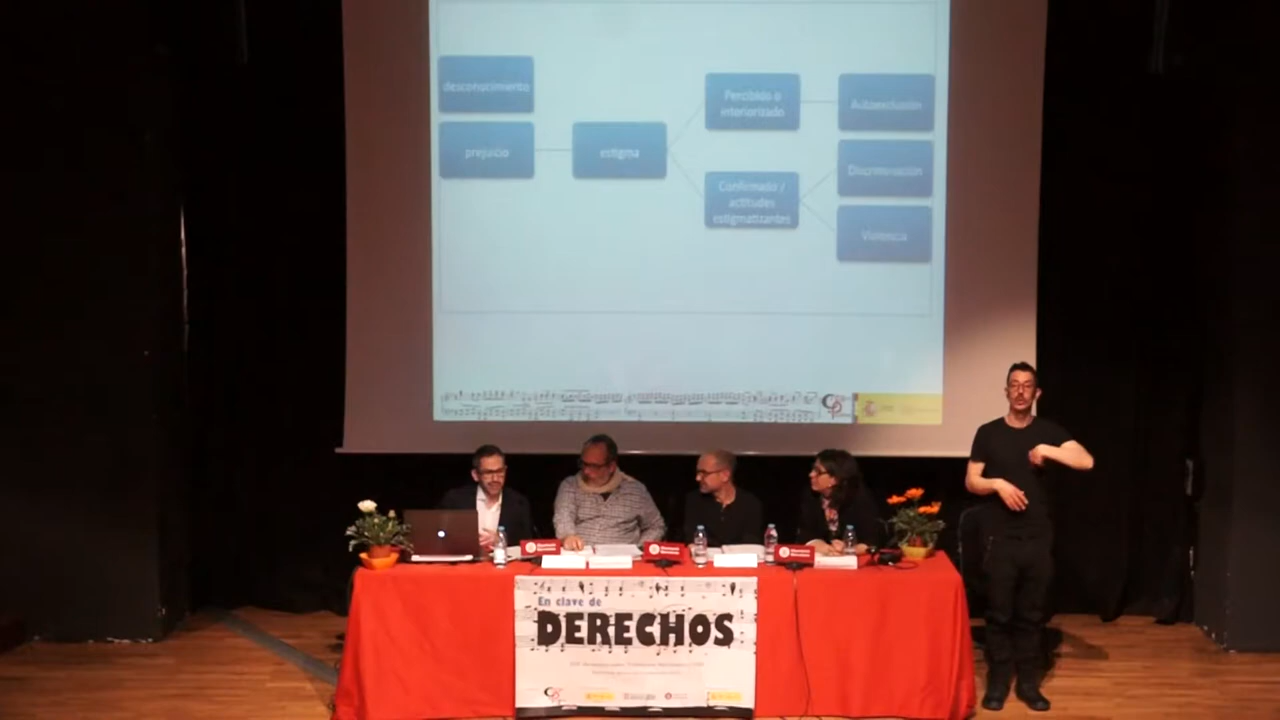 desconocimiento
prejuicio
estigma
Percibido o
interiorizado
Confirmado /
actitudes
estigmatizantes
Autoexclusión
Discriminación
Violencia
En clave de
DERECHOS